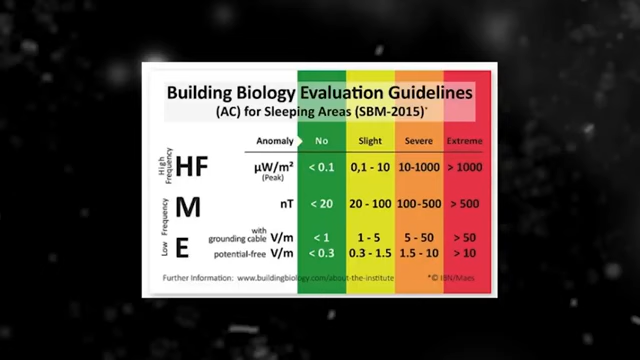 Building Biology Evaluation Guidelines
(AC) for Sleeping Areas (SBM-2015)*
Anomaly No Slight Severe Extreme
High Frequency HF µW/m² (Peak) < 0.1 0,1 - 10 10-1000 > 1000
Low Frequency M nT < 20 20 - 100 100-500 > 500
E with grounding cable V/m < 1 1 - 5 5 - 50 > 50
potential-free V/m < 0.3 0.3 - 1.5 1.5 - 10 > 10
Further Information: www.buildingbiology.com/about-the-institute *© IBN/Maes